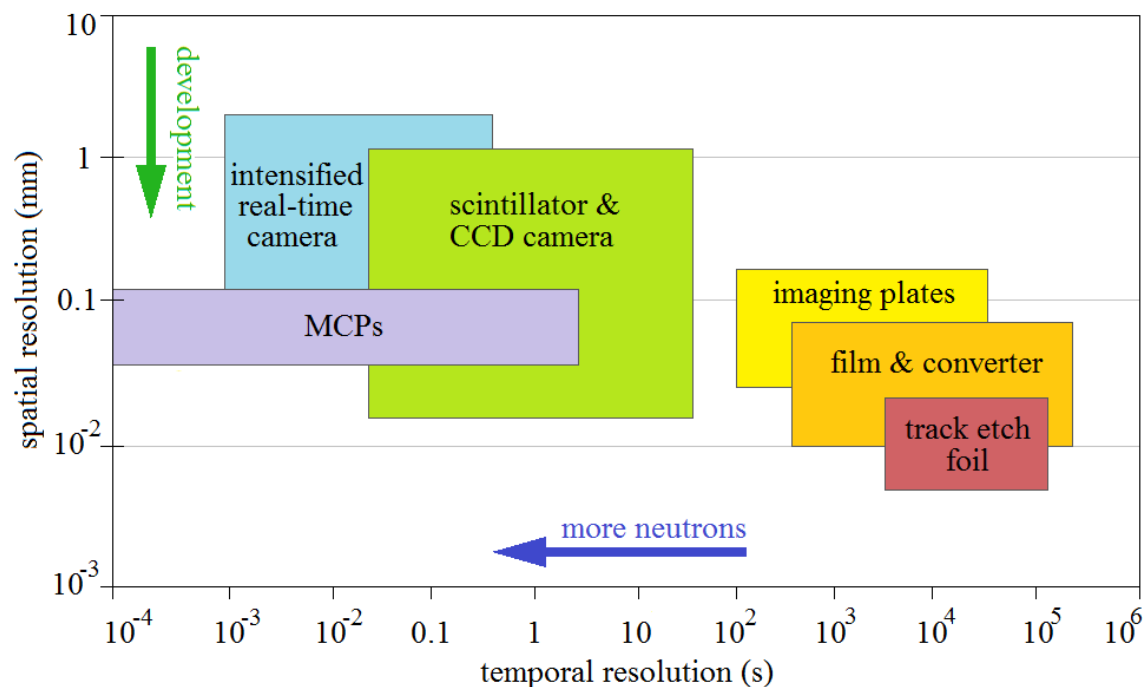 10
1
0.1
10⁻²
10⁻³
spatial resolution (mm)
development
intensified
real-time
camera
scintillator &
CCD camera
MCPs
imaging plates
film & converter
track etch
foil
more neutrons
10⁻⁴ 10⁻³ 10⁻² 0.1 1 10 10² 10³ 10⁴ 10⁵ 10⁶
temporal resolution (s)